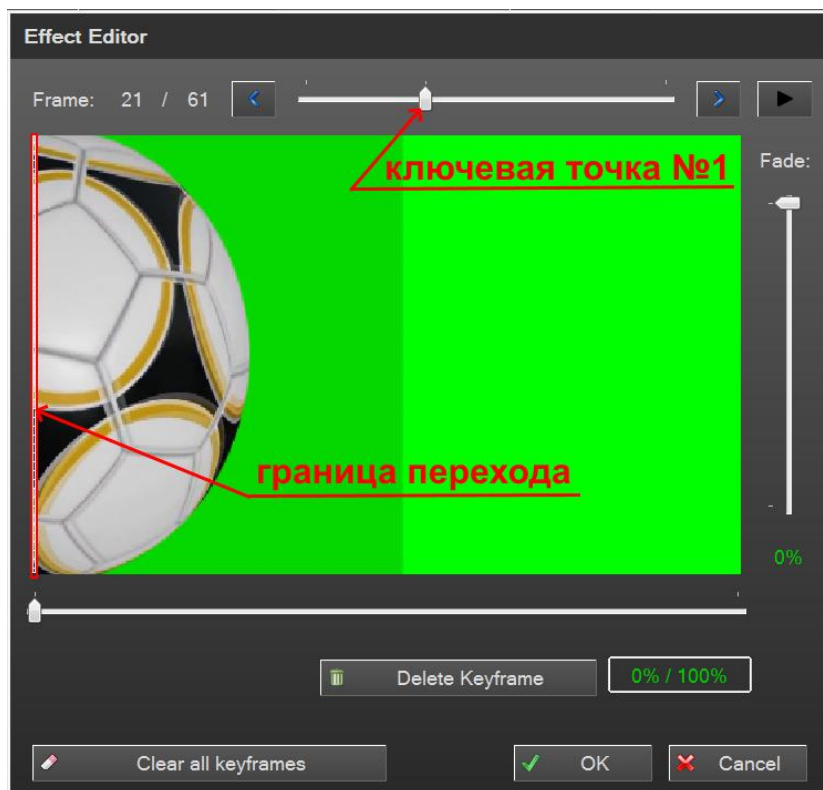 Effect Editor
Frame: 21 / 61
ключевая точка №1
Fade:
граница перехода
0%
Delete Keyframe 0% / 100%
Clear all keyframes OK Cancel